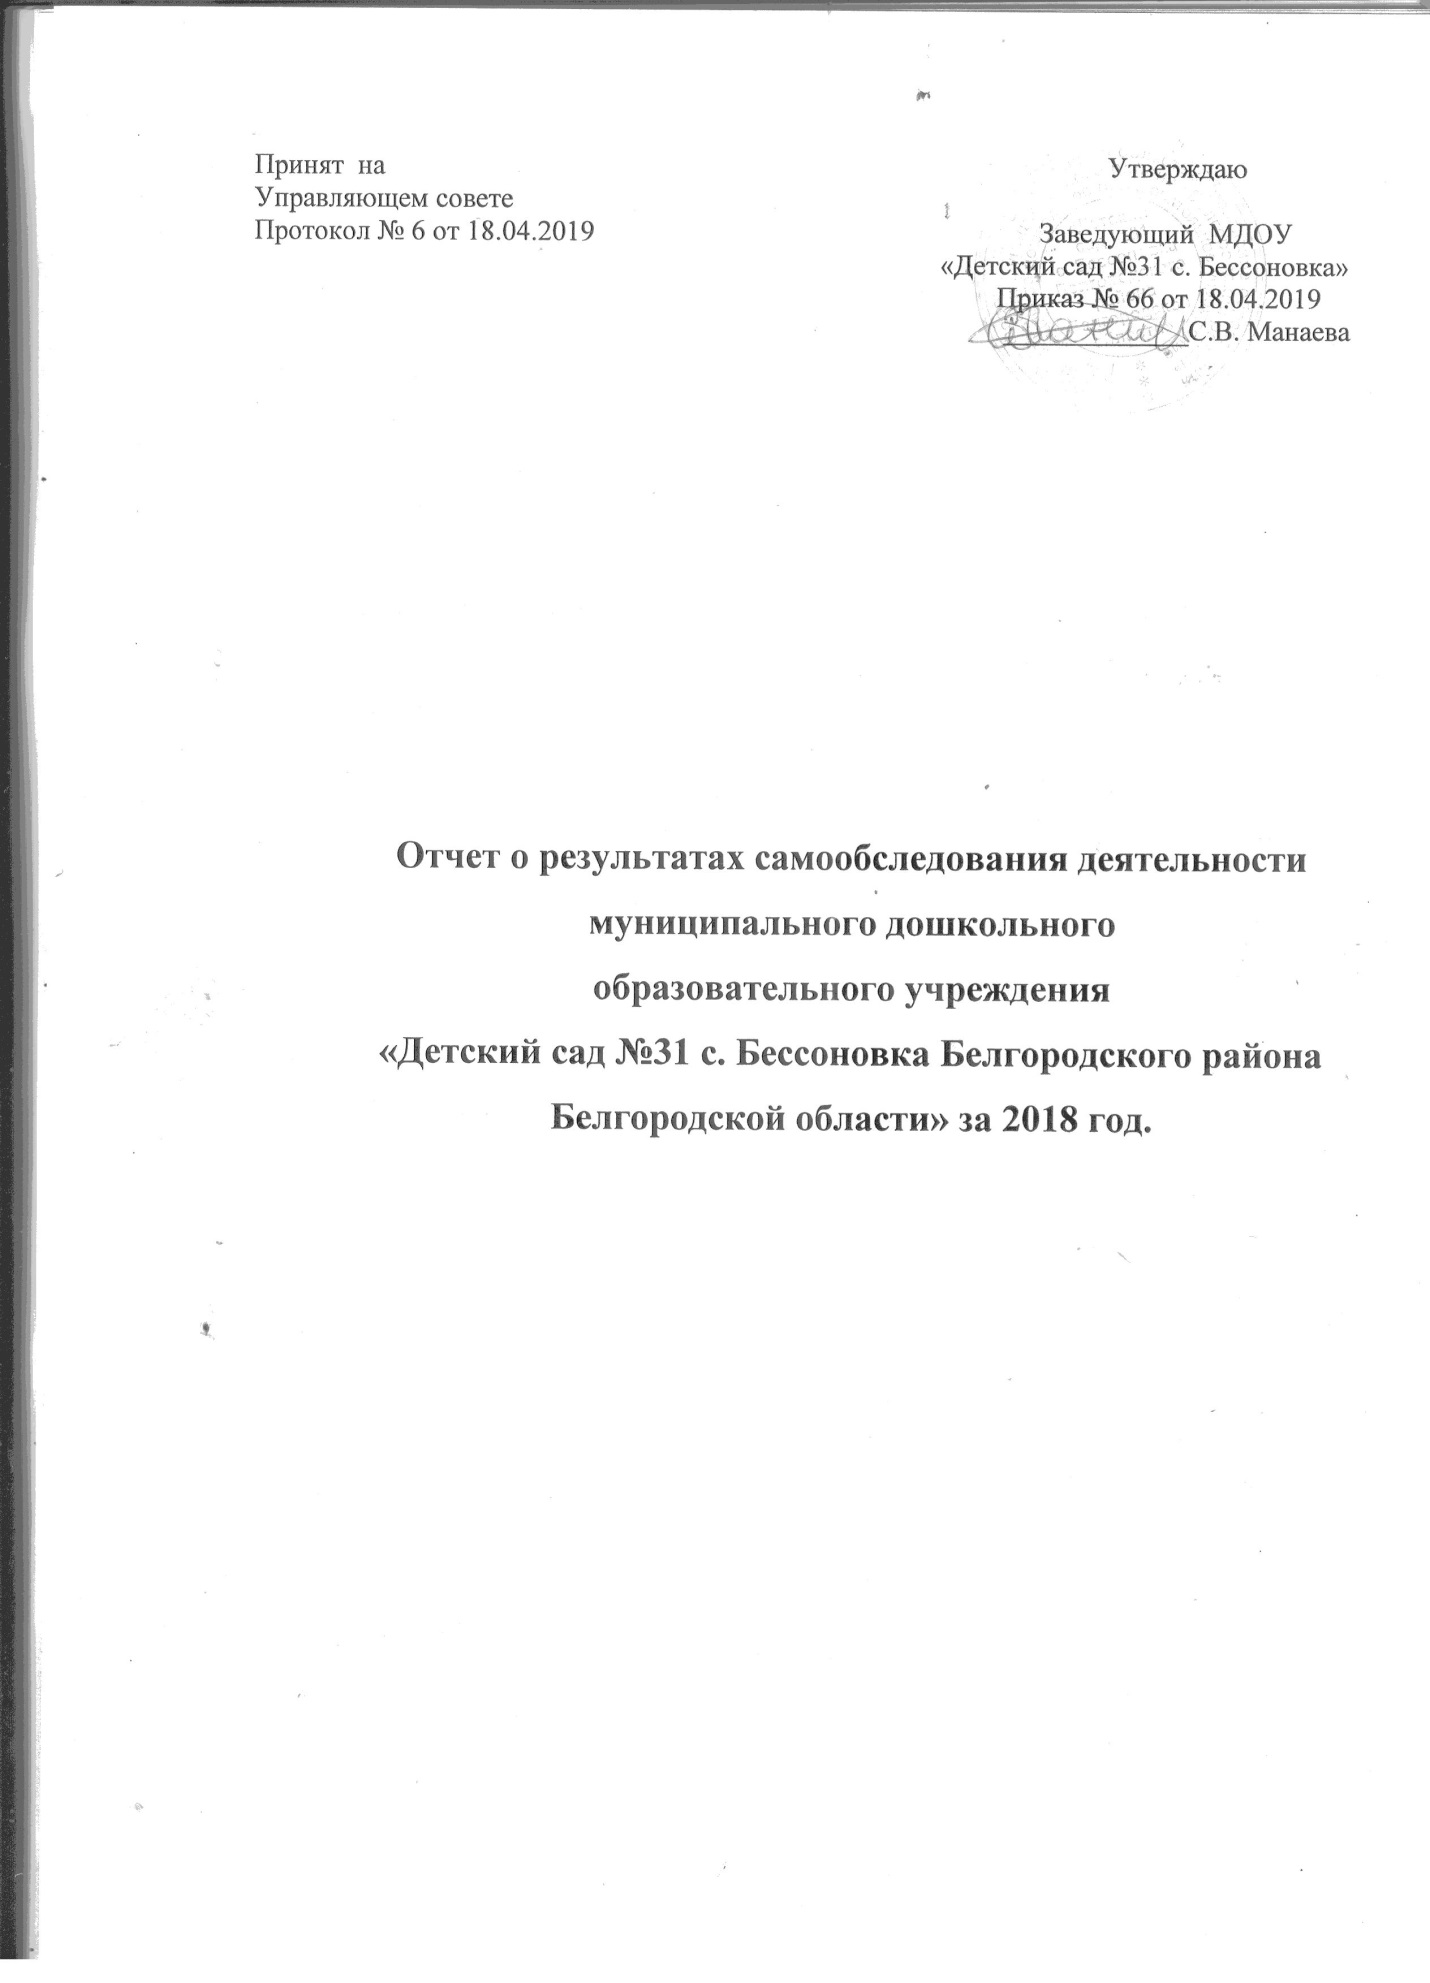 Принят на
Управляющем совете
Протокол № 6 от 18.04.2019
Утверждаю
Заведующий МДОУ
«Детский сад №31 с. Бессоновка»
Приказ № 66 от 18.04.2019
С.В. Манаева
Отчет о результатах самообследования деятельности
муниципального дошкольного
образовательного учреждения
«Детский сад №31 с. Бессоновка Белгородского района
Белгородской области» за 2018 год.